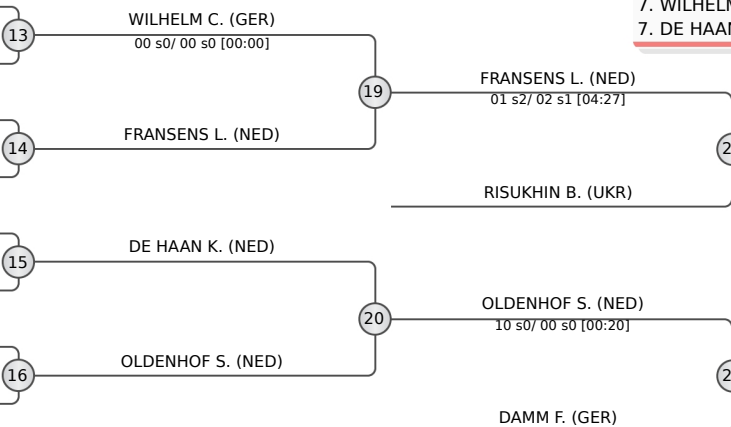 7. WILHELM
7. DE HAAN
WILHELM C. (GER)
13
00 s0/ 00 s0 [00:00]
19
FRANSENS L. (NED)
01 s2/ 02 s1 [04:27]
FRANSENS L. (NED)
14
2
RISUKHIN B. (UKR)
DE HAAN K. (NED)
15
OLDENHOF S. (NED)
20
10 s0/ 00 s0 [00:20]
OLDENHOF S. (NED)
16
2
DAMM F. (GER)